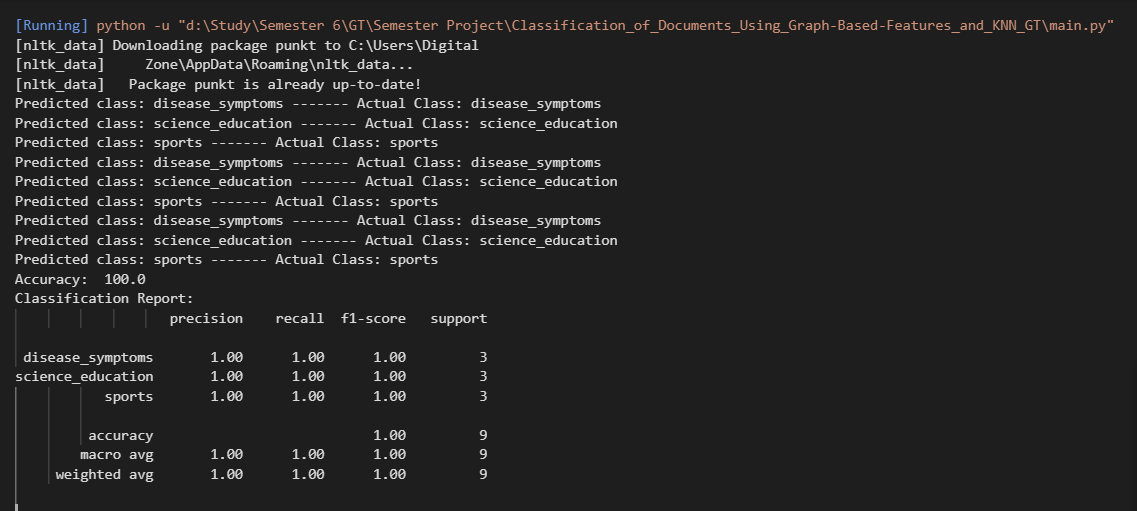 [Running] python -u "d:\Study\Semester 6\GT\Semester Project\Classification_of_Documents_Using_Graph-Based-Features_and_KNN_GT\main.py"
[nltk_data] Downloading package punkt to C:\Users\Digital
[nltk_data]     Zone\AppData\Roaming\nltk_data...
[nltk_data]   Package punkt is already up-to-date!
Predicted class: disease_symptoms ------- Actual Class: disease_symptoms
Predicted class: science_education ------- Actual Class: science_education
Predicted class: sports ------- Actual Class: sports
Predicted class: disease_symptoms ------- Actual Class: disease_symptoms
Predicted class: science_education ------- Actual Class: science_education
Predicted class: sports ------- Actual Class: sports
Predicted class: disease_symptoms ------- Actual Class: disease_symptoms
Predicted class: science_education ------- Actual Class: science_education
Predicted class: sports ------- Actual Class: sports
Accuracy:  100.0
Classification Report:
                   precision    recall  f1-score   support

 disease_symptoms       1.00      1.00      1.00         3
science_education       1.00      1.00      1.00         3
           sports       1.00      1.00      1.00         3

         accuracy                           1.00         9
        macro avg       1.00      1.00      1.00         9
     weighted avg       1.00      1.00      1.00         9